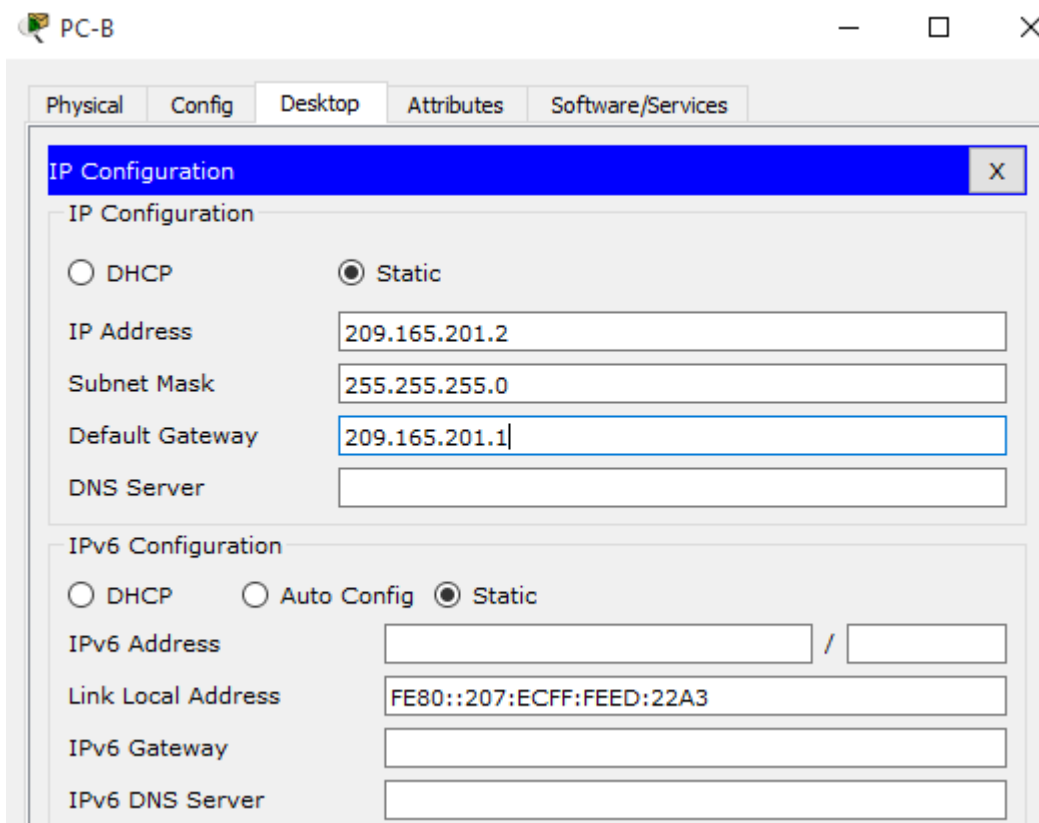 PC-B
Physical Config Desktop Attributes Software/Services
IP Configuration X
IP Configuration
DHCP Static
IP Address 209.165.201.2
Subnet Mask 255.255.255.0
Default Gateway 209.165.201.1
DNS Server
IPv6 Configuration
DHCP Auto Config Static
IPv6 Address /
Link Local Address FE80::207:ECFF:FEED:22A3
IPv6 Gateway
IPv6 DNS Server